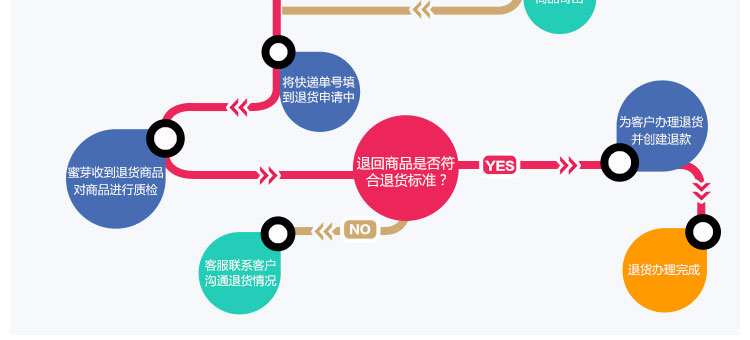 商品寄出
将快递单号填
到退货申请中
蜜芽收到退货商品
对商品进行质检
退回商品是否符
合退货标准？
YES
为客户办理退货
并创建退款
NO
客服联系客户
沟通退货情况
退货办理完成